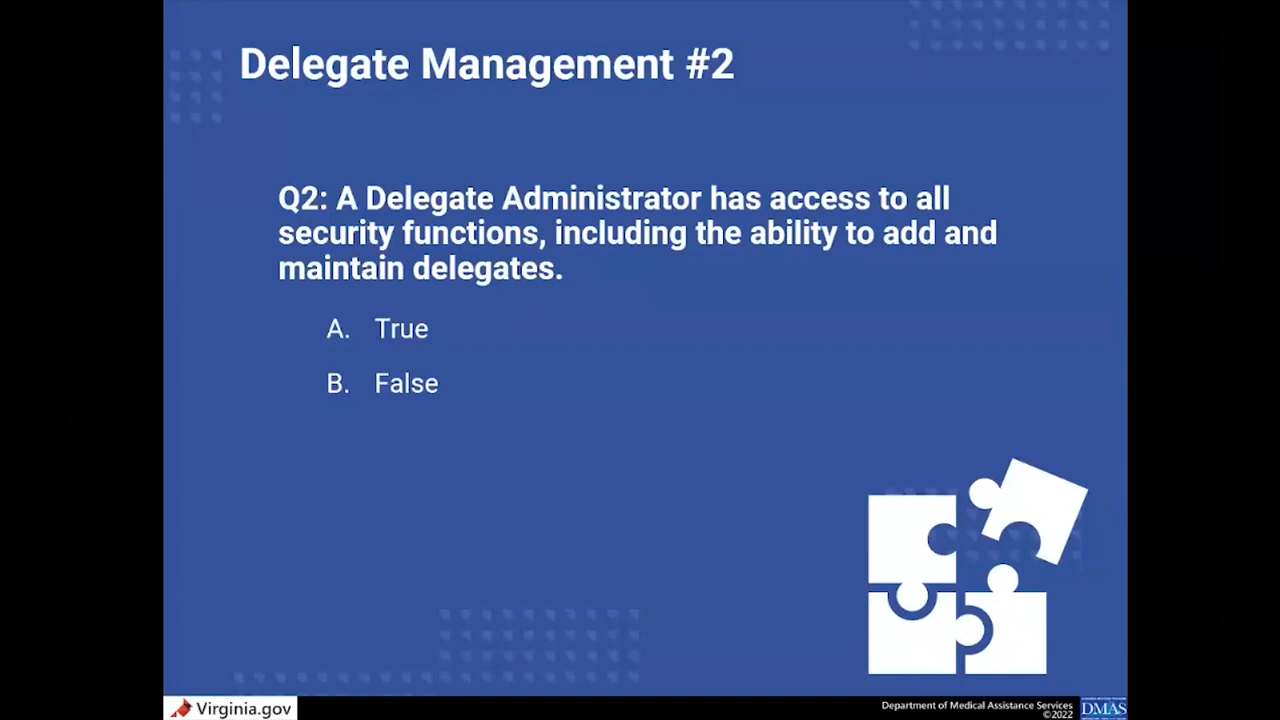 Delegate Management #2
Q2: A Delegate Administrator has access to all
security functions, including the ability to add and
maintain delegates.
A. True
B. False
Virginia.gov
Department of Medical Assistance Services
©2022
DMAS